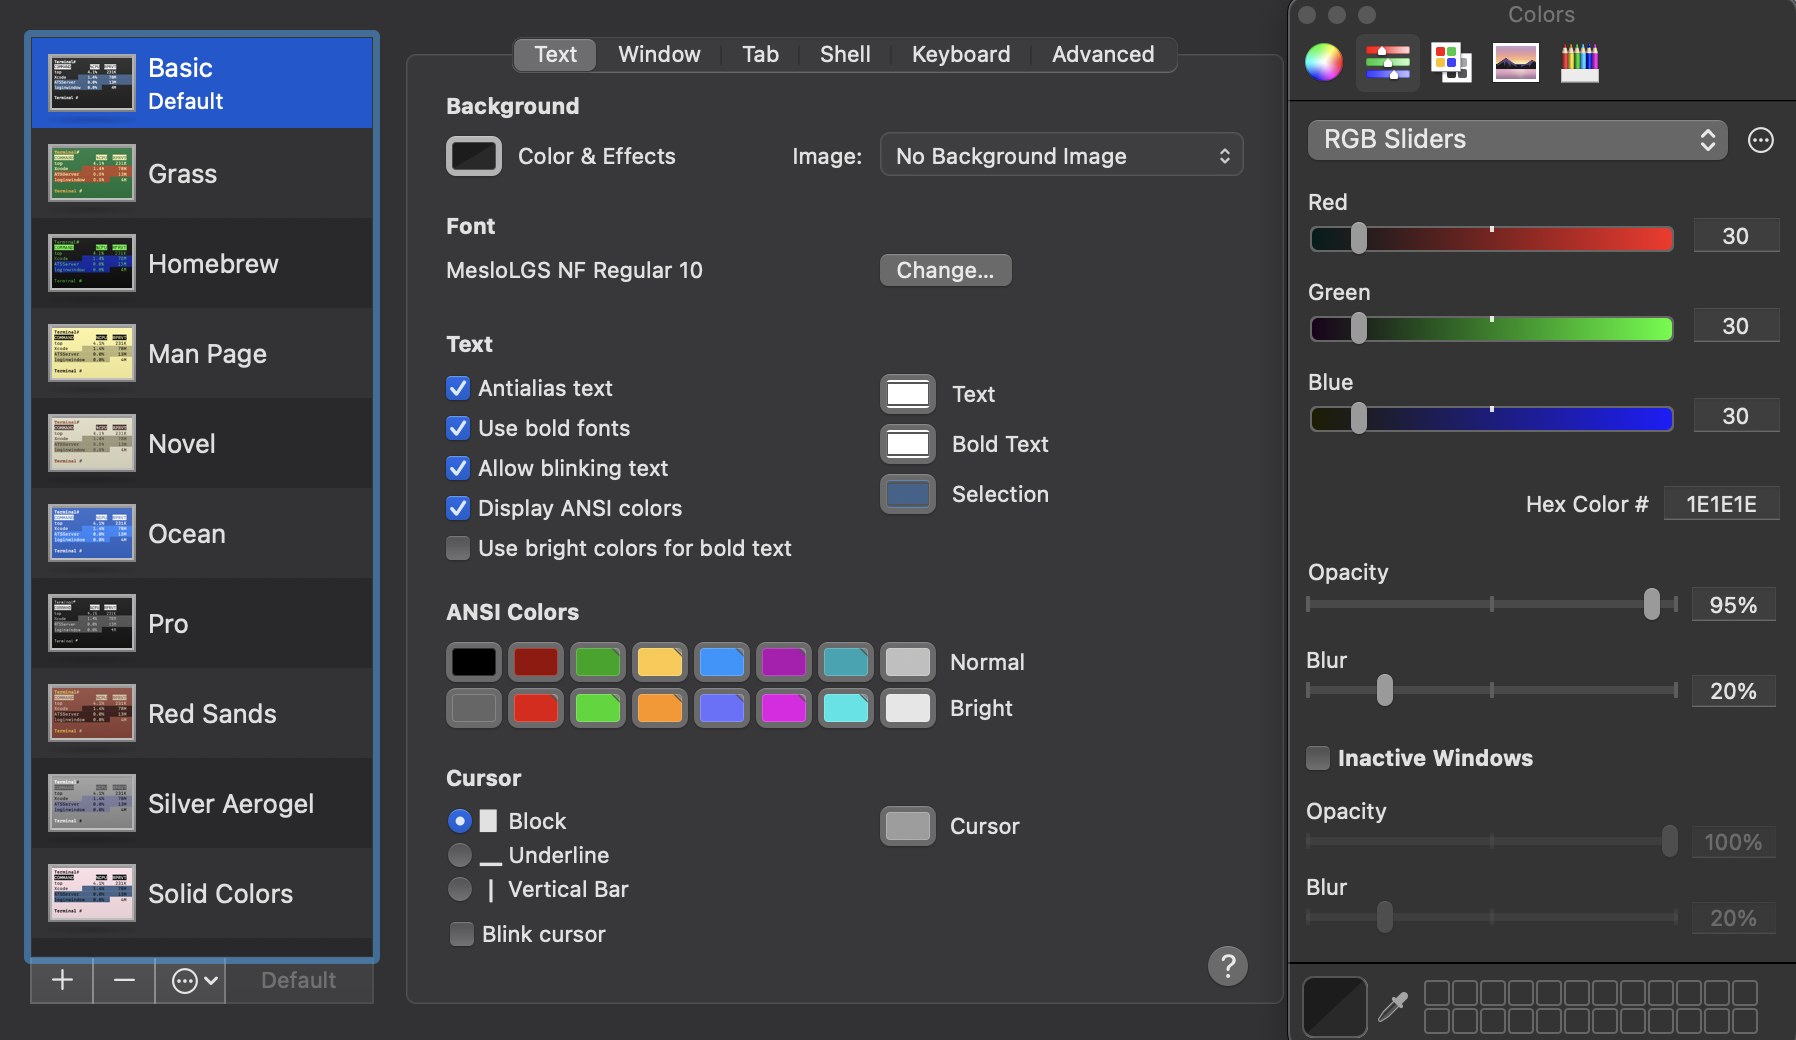 Basic
Default
Grass
Homebrew
Man Page
Novel
Ocean
Pro
Red Sands
Silver Aerogel
Solid Colors
Default
Text
Window
Tab
Shell
Keyboard
Advanced
Background
Color & Effects
Image:
No Background Image
Font
MesloLGS NF Regular 10
Change...
Text
Antialias text
Use bold fonts
Allow blinking text
Display ANSI colors
Use bright colors for bold text
Text
Bold Text
Selection
ANSI Colors
Normal
Bright
Cursor
Block
Underline
Vertical Bar
Blink cursor
Cursor
?
Colors
RGB Sliders
Red
30
Green
30
Blue
30
Hex Color # 1E1E1E
Opacity
95%
Blur
20%
Inactive Windows
Opacity
100%
Blur
20%